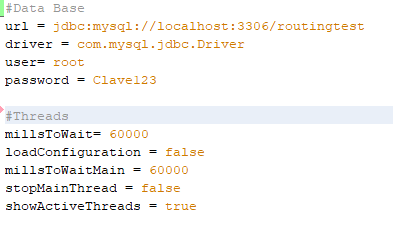 #Data Base
url = jdbc:mysql://localhost:3306/routingtest
driver = com.mysql.jdbc.Driver
user= root
password = Clave123
#Threads
millsToWait= 60000
loadConfiguration = false
millsToWaitMain = 60000
stopMainThread = false
showActiveThreads = true